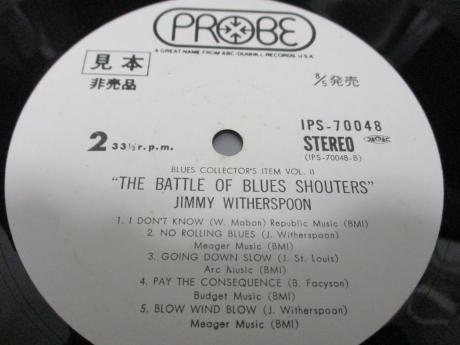 PROBE
A GREAT NAME FROM ABC-DUNHILL RECORDS U.S.A.
見本
非売品
8/5 発売
IPS-70048
2 33⅓ r.p.m.
STEREO
(IPS-70048-B)
BLUES COLLECTOR'S ITEM VOL. II
"THE BATTLE OF BLUES SHOUTERS"
JIMMY WITHERSPOON
1. I DON'T KNOW (W. Mabon) Republic Music (BMI)
2. NO ROLLING BLUES (J. Witherspoon)
Meager Music (BMI)
3. GOING DOWN SLOW (J. St. Louis)
Arc Music (BMI)
4. PAY THE CONSEQUENCE (B. Facyson)
Budget Music (BMI)
5. BLOW WIND BLOW (J. Witherspoon)
Meager Music (BMI)